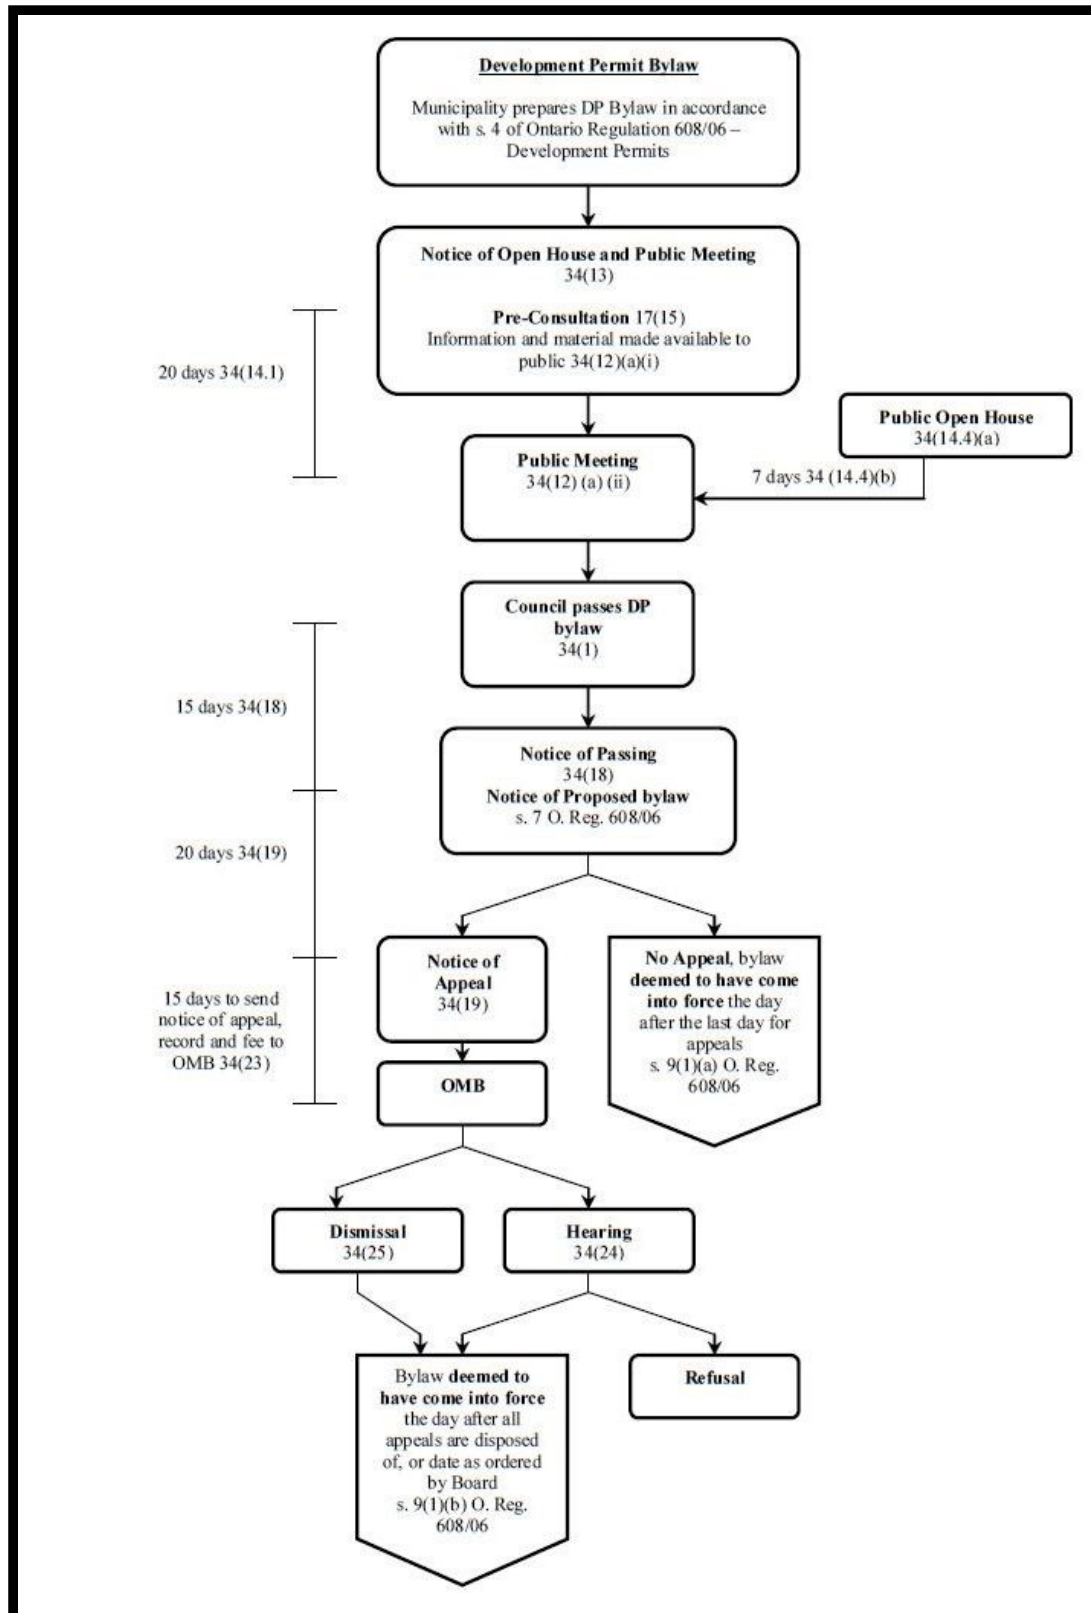 Development Permit Bylaw
Municipality prepares DP Bylaw in accordance
with s. 4 of Ontario Regulation 608/06 –
Development Permits
Notice of Open House and Public Meeting
34(13)
Pre-Consultation 17(15)
Information and material made available to
public 34(12)(a)(i)
20 days 34(14.1)
Public Open House
34(14.4)(a)
7 days 34 (14.4)(b)
Public Meeting
34(12) (a) (ii)
Council passes DP
bylaw
34(1)
15 days 34(18)
Notice of Passing
34(18)
Notice of Proposed bylaw
s. 7 O. Reg. 608/06
20 days 34(19)
Notice of
Appeal
34(19)
No Appeal, bylaw
deemed to have come
into force the day
after the last day for
appeals
s. 9(1)(a) O. Reg.
608/06
15 days to send
notice of appeal,
record and fee to
OMB 34(23)
OMB
Dismissal
34(25)
Hearing
34(24)
Bylaw deemed to
have come into force
the day after all
appeals are disposed
of, or date as ordered
by Board
s. 9(1)(b) O. Reg.
608/06
Refusal